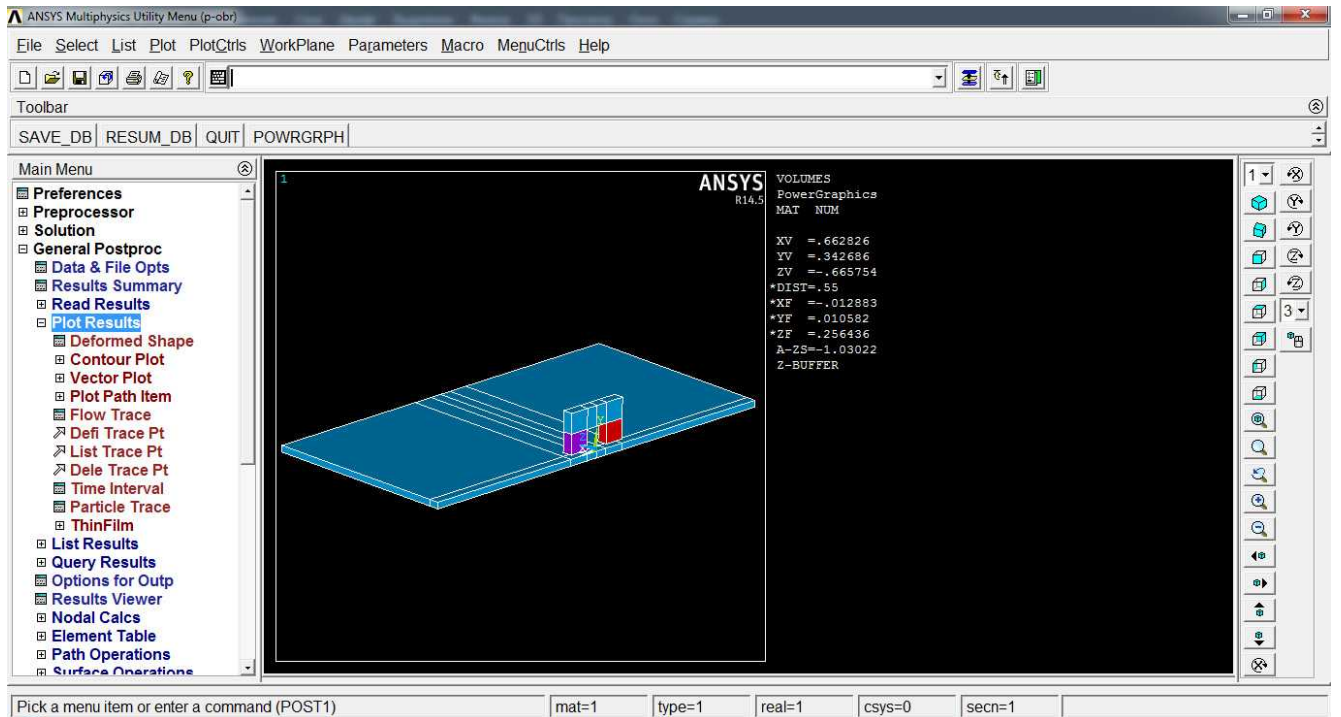 ANSYS Multiphysics Utility Menu (p-obr)
File Select List Plot PlotCtrls WorkPlane Parameters Macro MenuCtrls Help
Toolbar
SAVE_DB RESUM_DB QUIT POWRGRPH
Main Menu
Preferences
Preprocessor
Solution
General Postproc
Data & File Opts
Results Summary
Read Results
Plot Results
Deformed Shape
Contour Plot
Vector Plot
Plot Path Item
Flow Trace
Defi Trace Pt
List Trace Pt
Dele Trace Pt
Time Interval
Particle Trace
ThinFilm
List Results
Query Results
Options for Outp
Results Viewer
Nodal Calcs
Element Table
Path Operations
Surface Operations
1
ANSYS
R14.5
VOLUMES
PowerGraphics
MAT NUM
XV =.662826
YV =.342686
ZV =-.665754
*DIST=.55
*XF =-.012883
*YF =.010582
*ZF =.256436
A-ZS=-1.03022
Z-BUFFER
Y
Z
X
1
3
Pick a menu item or enter a command (POST1)
mat=1
type=1
real=1
csys=0
secn=1